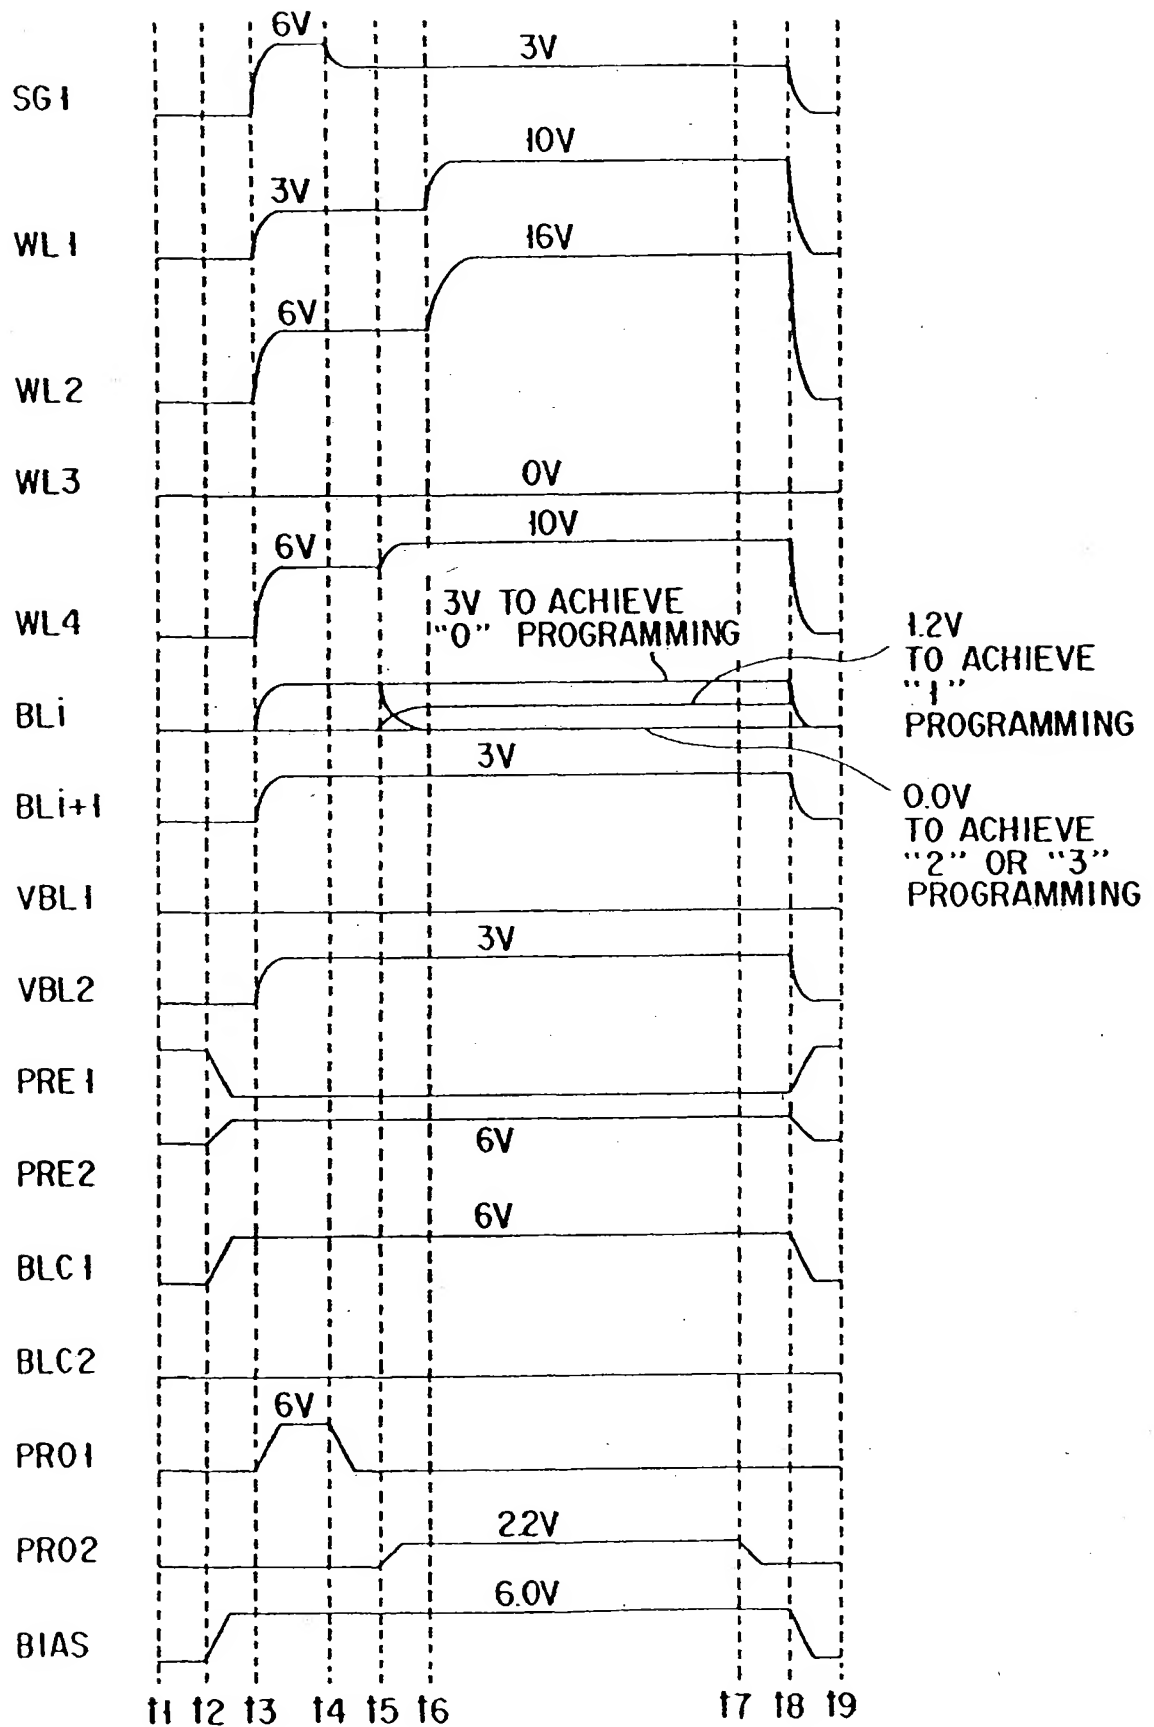 6V
3V
SG1
10V
3V
WL1
16V
6V
WL2
WL3
0V
10V
6V
WL4
3V TO ACHIEVE
"0" PROGRAMMING
1.2V
TO ACHIEVE
"1"
PROGRAMMING
BLi
3V
BLi+1
0.0V
TO ACHIEVE
"2" OR "3"
PROGRAMMING
VBL1
3V
VBL2
PRE1
6V
PRE2
6V
BLC1
BLC2
6V
PRO1
2.2V
PRO2
6.0V
BIAS
t1 t2 t3 t4 t5 t6 t7 t8 t9